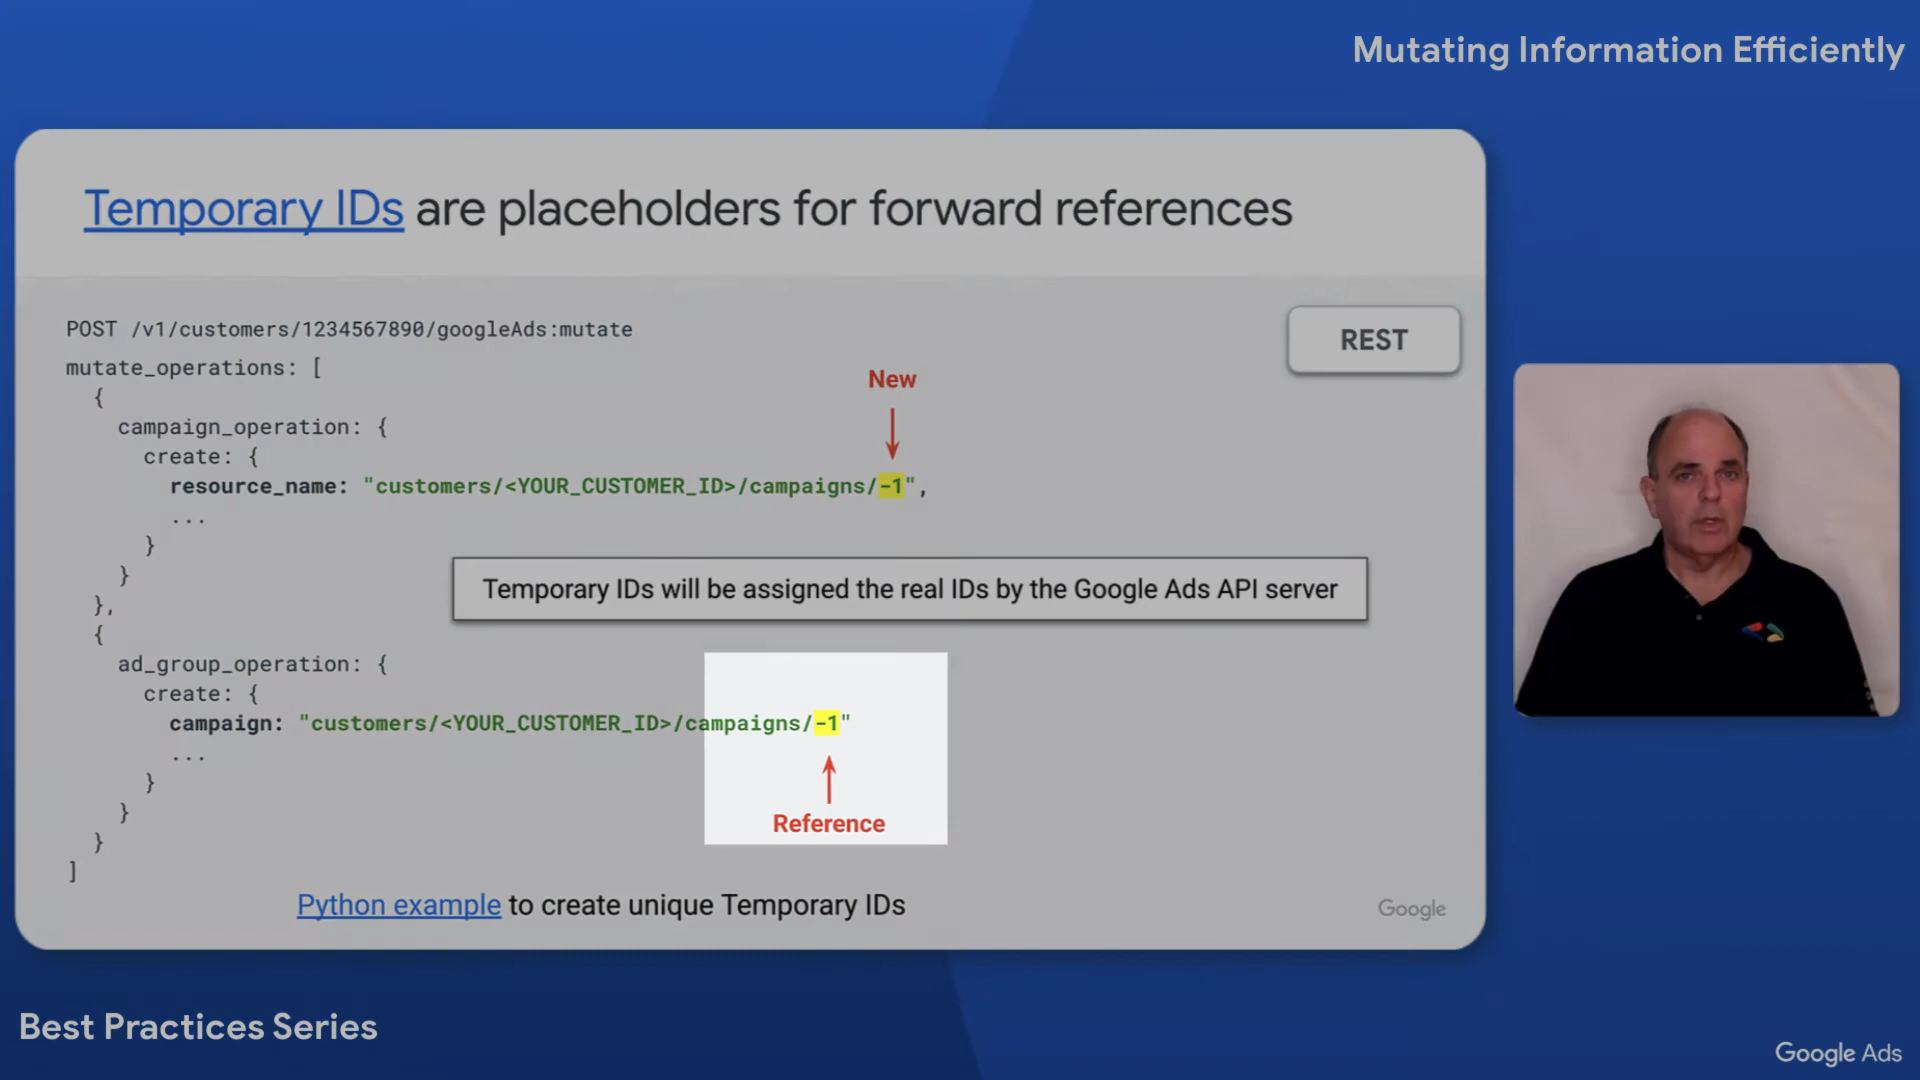 Mutating Information Efficiently
Temporary IDs are placeholders for forward references
POST /v1/customers/1234567890/googleAds:mutate
REST
mutate_operations: [
New
{
campaign_operation: {
create: {
resource_name: "customers/<YOUR_CUSTOMER_ID>/campaigns/-1",
...
}
}
Temporary IDs will be assigned the real IDs by the Google Ads API server
},
{
ad_group_operation: {
create: {
campaign: "customers/<YOUR_CUSTOMER_ID>/campaigns/-1"
...
}
}
Reference
}
]
Python example to create unique Temporary IDs
Google
Best Practices Series
Google Ads